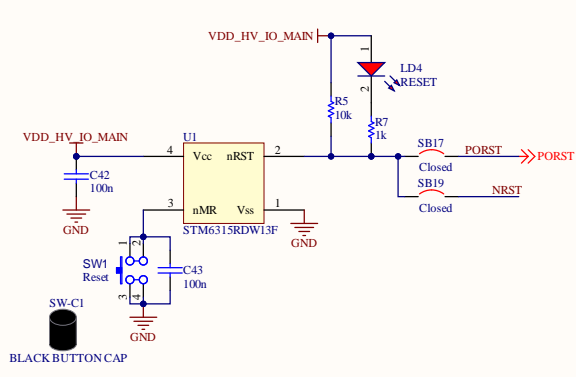 VDD_HV_IO_MAIN
1
LD4
RESET
2
R5
10k
R7
1k
VDD_HV_IO_MAIN
U1
SB17
4
Vcc
nRST
2
PORST
PORST
Closed
C42
100n
SB19
NRST
3
nMR
Vss
1
Closed
GND
STM6315RDW13F
GND
1
2
SW1
Reset
C43
100n
3
4
SW-C1
GND
BLACK BUTTON CAP